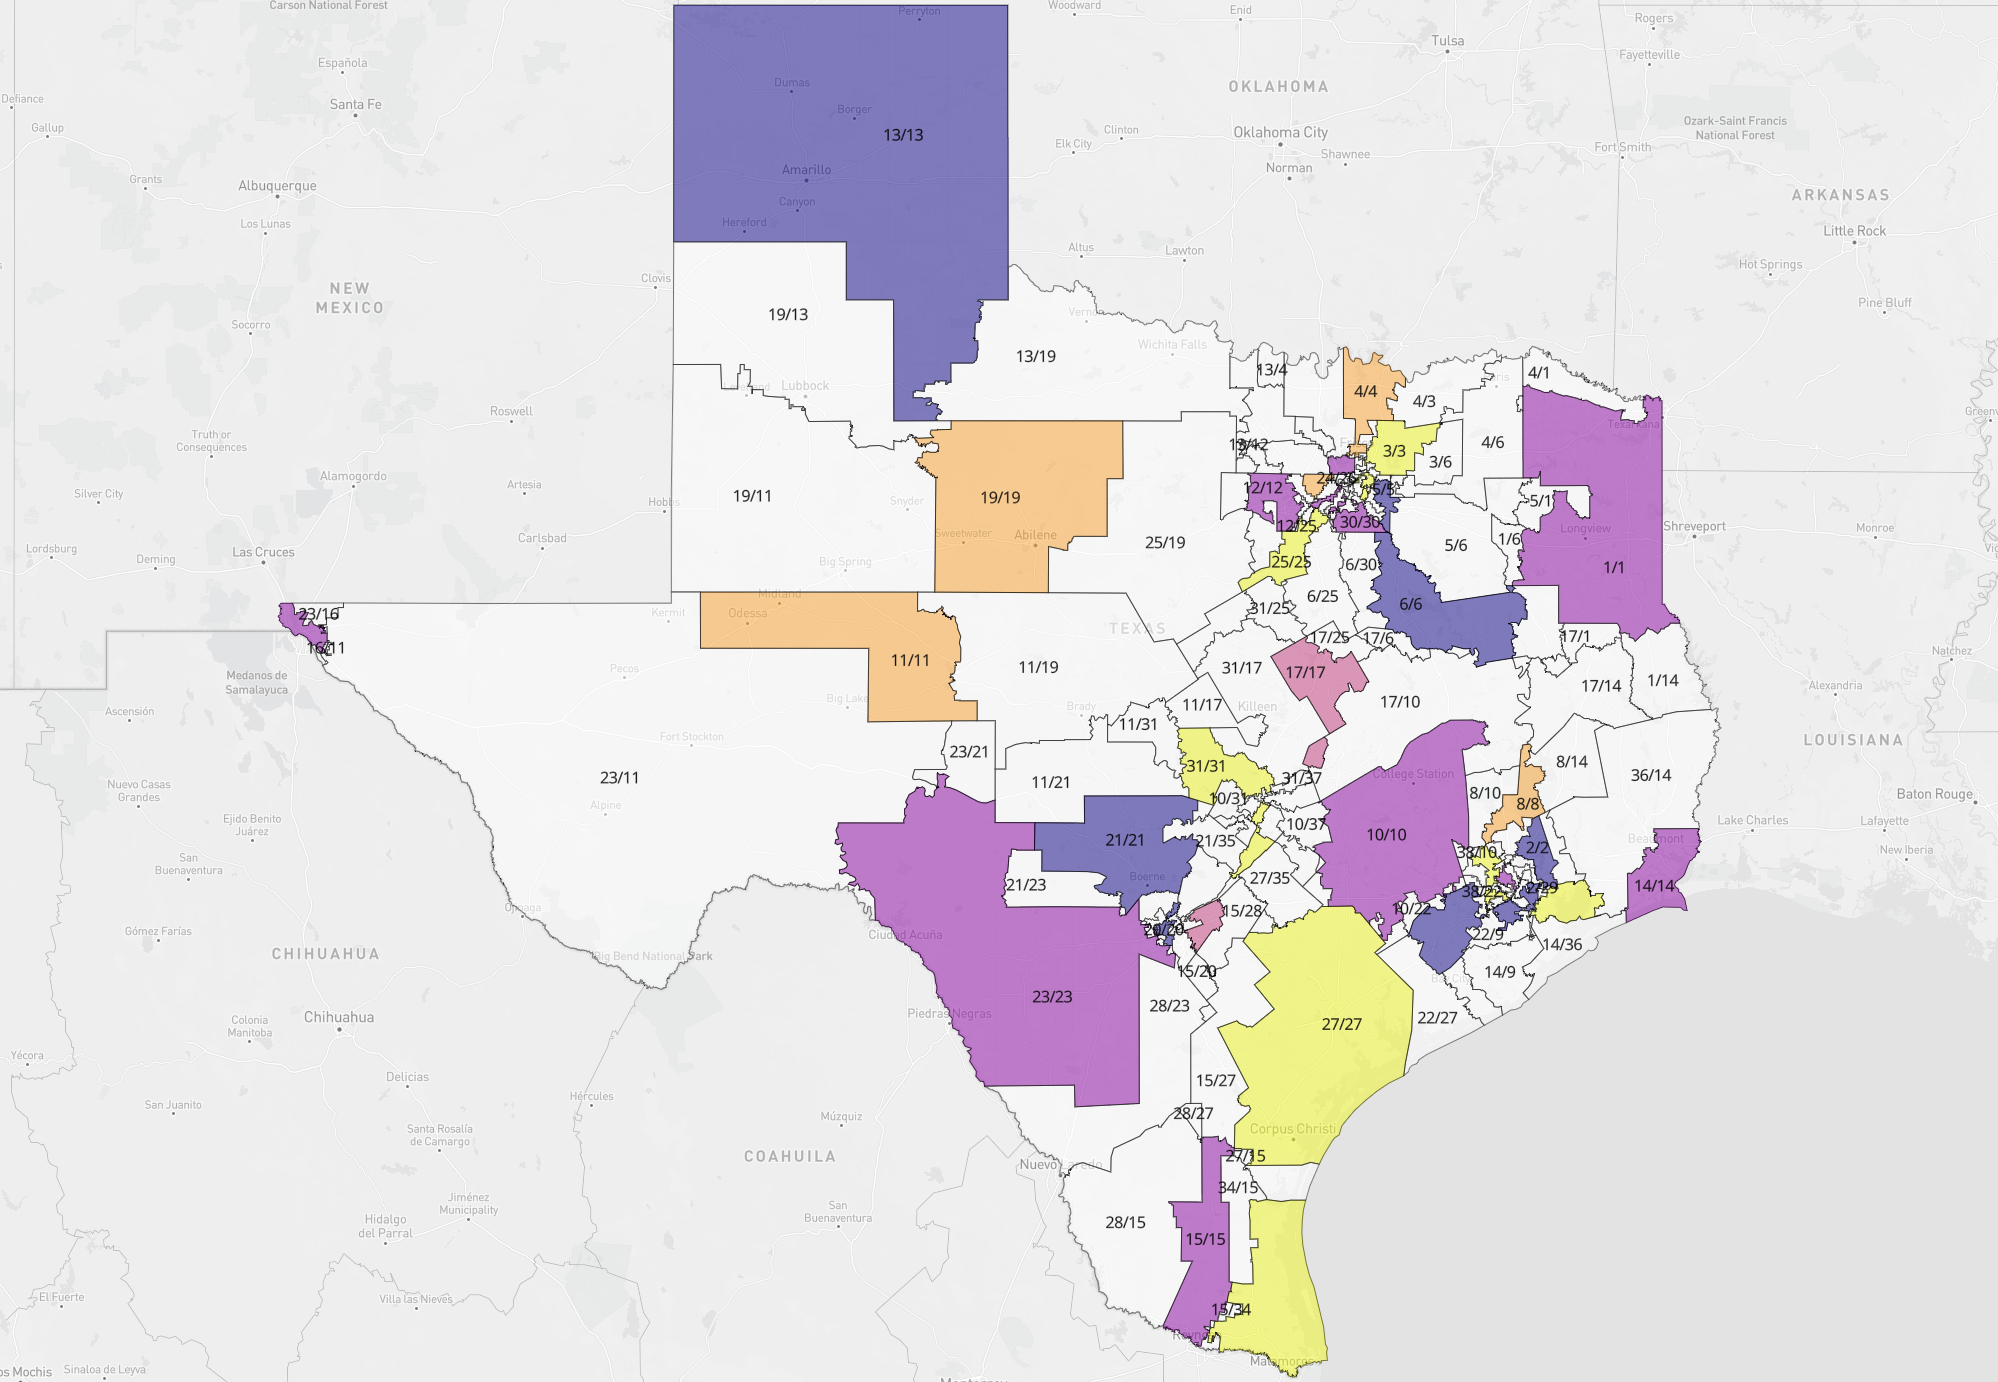 Carson National Forest
Woodward
Enid
Perryton
Rogers
Española
Tulsa
Fayetteville
Dumas
OKLAHOMA
Defiance
Santa Fe
Borger
Gallup
Clinton
Oklahoma City
Ozark-Saint Francis
National Forest
13/13
Elk City
Shawnee
Fort Smith
Norman
Grants
Albuquerque
Amarillo
ARKANSAS
Canyon
Los Lunas
Hereford
Altus
Lawton
Little Rock
Clovis
Hot Springs
NEW
MEXICO
Pine Bluff
Socorro
19/13
Vernon
Wichita Falls
13/19
13/4
4/1
Lubbock
4/4
4/3
Roswell
Texarkana
Truth or
Consequences
4/6
3/3
3/6
Alamogordo
Silver City
Artesia
Hobbs
19/11
Snyder
19/19
12/12
5/1
12/25
30/30
Longview
Shreveport
Monroe
Lordsburg
Deming
Las Cruces
Carlsbad
Sweetwater
Abilene
25/19
5/6
1/6
Big Spring
25/25
6/30
1/1
Midland
6/25
6/6
23/16
Kermit
Odessa
31/25
TEXAS
17/25
17/6
17/1
16/11
Natchez
Pecos
11/11
11/19
31/17
17/17
Medanos de
Samalayuca
17/14
1/14
Alexandria
Big Lake
Brady
11/17
Killeen
17/10
Ascensión
11/31
Fort Stockton
23/21
LOUISIANA
31/31
8/14
36/14
23/11
College Station
31/37
11/21
Nuevo Casas
Grandes
10/31
8/10
8/8
Baton Rouge
Alpine
10/37
10/10
Ejido Benito
Juárez
Lake Charles
Lafayette
21/21
21/35
Beaumont
2/2
New Iberia
San
Buenaventura
Boerne
27/35
21/23
14/14
Ojinaga
15/28
10/22
Gómez Farías
Ciudad Acuña
22/9
14/36
CHIHUAHUA
Big Bend National Park
15/20
14/9
23/23
28/23
Chihuahua
Piedras Negras
27/27
22/27
Colonia
Manitoba
Yécora
Delicias
15/27
Hércules
San Juanito
28/27
Múzquiz
Corpus Christi
Santa Rosalía
de Camargo
COAHUILA
27/15
Nuevo Laredo
34/15
Jiménez
Municipality
San
Buenaventura
28/15
Hidalgo
del Parral
15/15
El Fuerte
Villa las Nieves
15/34
Matamoros
os Mochis
Sinaloa de Leyva